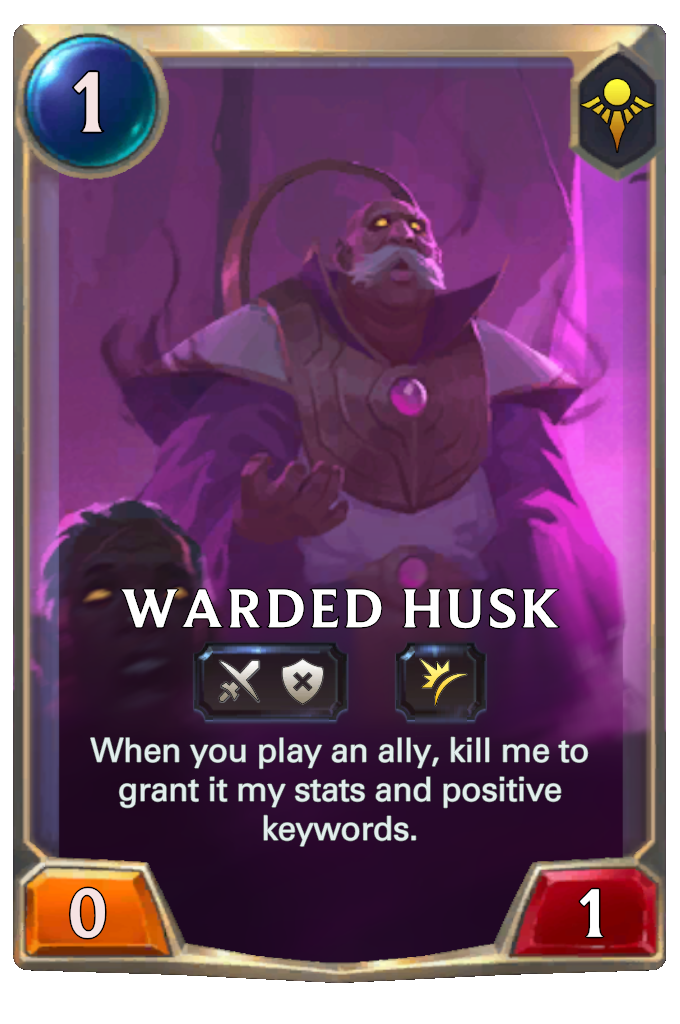 1
WARDED HUSK
When you play an ally, kill me to
grant it my stats and positive
keywords.
0
1